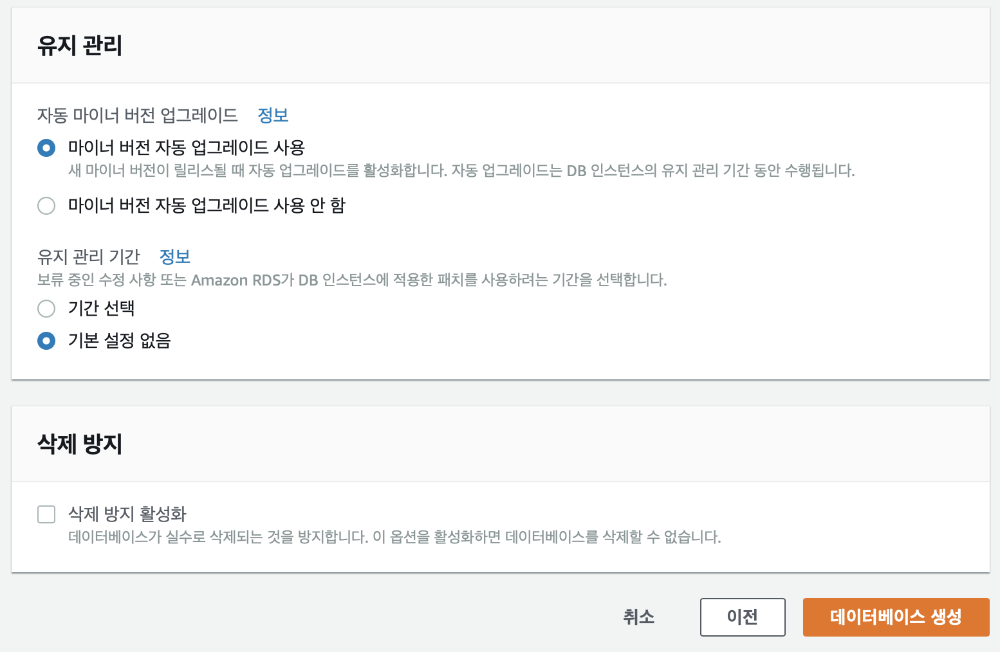 유지 관리
자동 마이너 버전 업그레이드 정보
마이너 버전 자동 업그레이드 사용
새 마이너 버전이 릴리스될 때 자동 업그레이드를 활성화합니다. 자동 업그레이드는 DB 인스턴스의 유지 관리 기간 동안 수행됩니다.
마이너 버전 자동 업그레이드 사용 안 함
유지 관리 기간 정보
보류 중인 수정 사항 또는 Amazon RDS가 DB 인스턴스에 적용한 패치를 사용하려는 기간을 선택합니다.
기간 선택
기본 설정 없음
삭제 방지
삭제 방지 활성화
데이터베이스가 실수로 삭제되는 것을 방지합니다. 이 옵션을 활성화하면 데이터베이스를 삭제할 수 없습니다.
취소 이전 데이터베이스 생성